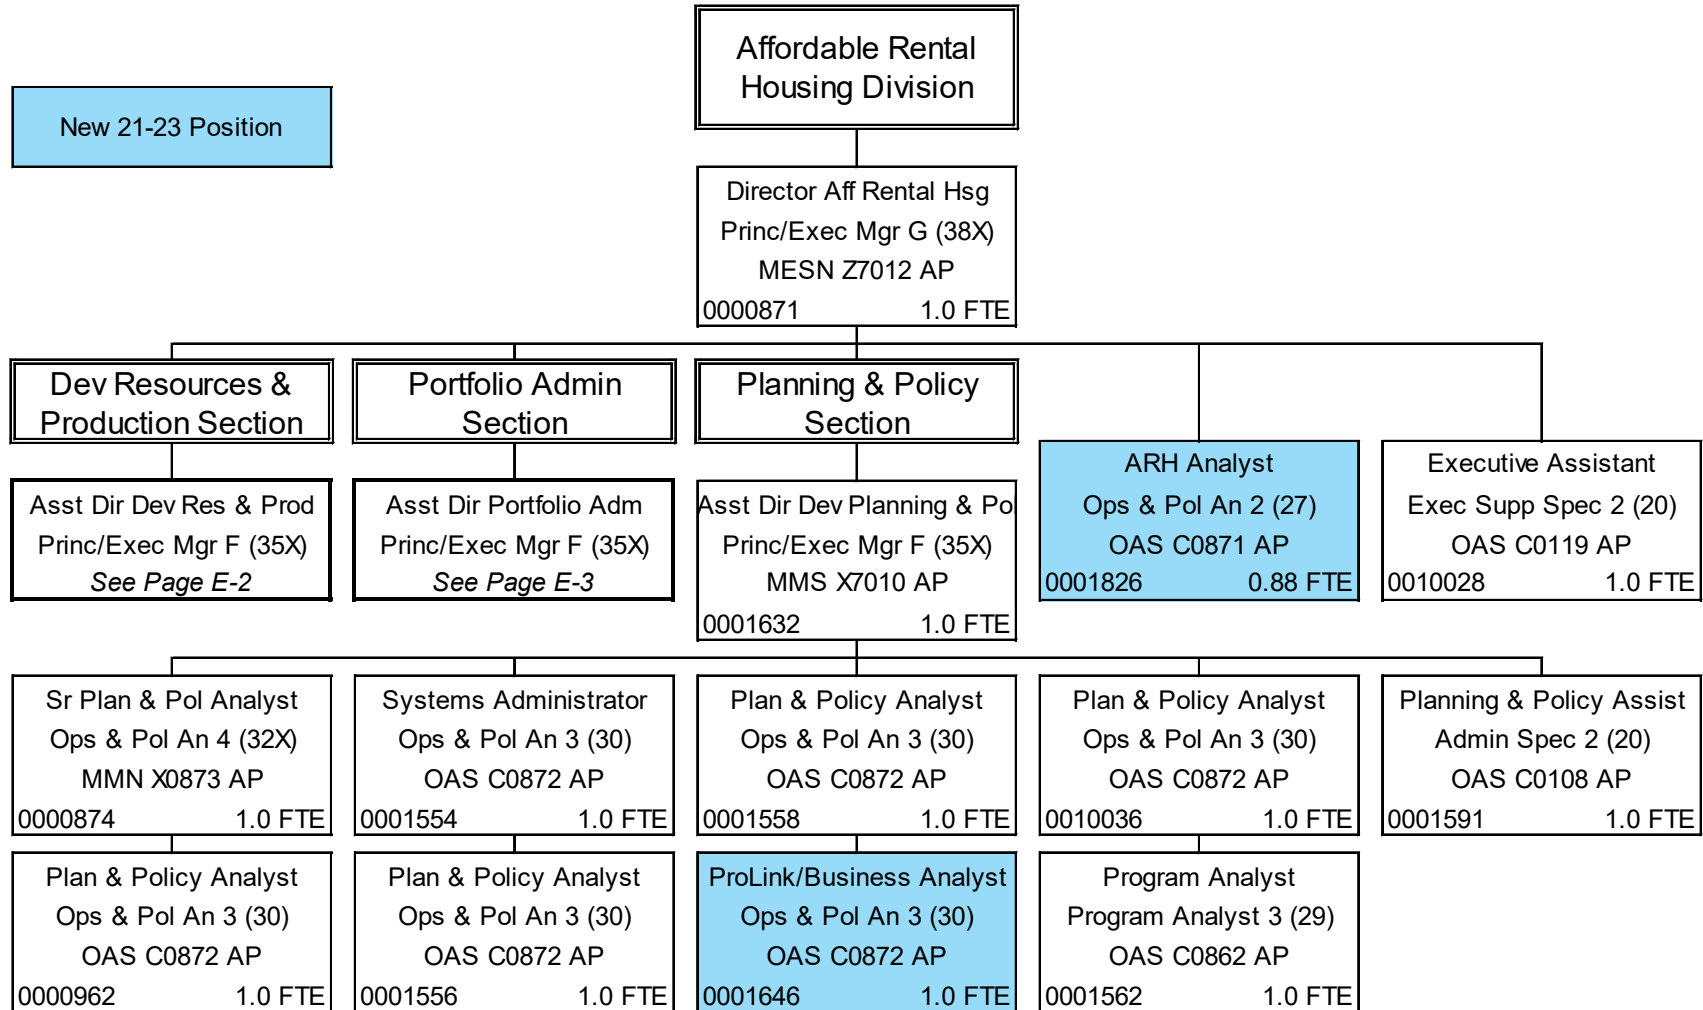 Affordable Rental
Housing Division
New 21-23 Position
Director Aff Rental Hsg
Princ/Exec Mgr G (38X)
MESN Z7012 AP
0000871 1.0 FTE
Dev Resources &
Production Section
Portfolio Admin
Section
Planning & Policy
Section
Asst Dir Dev Res & Prod
Princ/Exec Mgr F (35X)
See Page E-2
Asst Dir Portfolio Adm
Princ/Exec Mgr F (35X)
See Page E-3
Asst Dir Dev Planning & Pol
Princ/Exec Mgr F (35X)
MMS X7010 AP
0001632 1.0 FTE
ARH Analyst
Ops & Pol An 2 (27)
OAS C0871 AP
0001826 0.88 FTE
Executive Assistant
Exec Supp Spec 2 (20)
OAS C0119 AP
0010028 1.0 FTE
Sr Plan & Pol Analyst
Ops & Pol An 4 (32X)
MMN X0873 AP
0000874 1.0 FTE
Systems Administrator
Ops & Pol An 3 (30)
OAS C0872 AP
0001554 1.0 FTE
Plan & Policy Analyst
Ops & Pol An 3 (30)
OAS C0872 AP
0001558 1.0 FTE
Plan & Policy Analyst
Ops & Pol An 3 (30)
OAS C0872 AP
0010036 1.0 FTE
Planning & Policy Assist
Admin Spec 2 (20)
OAS C0108 AP
0001591 1.0 FTE
Plan & Policy Analyst
Ops & Pol An 3 (30)
OAS C0872 AP
0000962 1.0 FTE
Plan & Policy Analyst
Ops & Pol An 3 (30)
OAS C0872 AP
0001556 1.0 FTE
ProLink/Business Analyst
Ops & Pol An 3 (30)
OAS C0872 AP
0001646 1.0 FTE
Program Analyst
Program Analyst 3 (29)
OAS C0862 AP
0001562 1.0 FTE